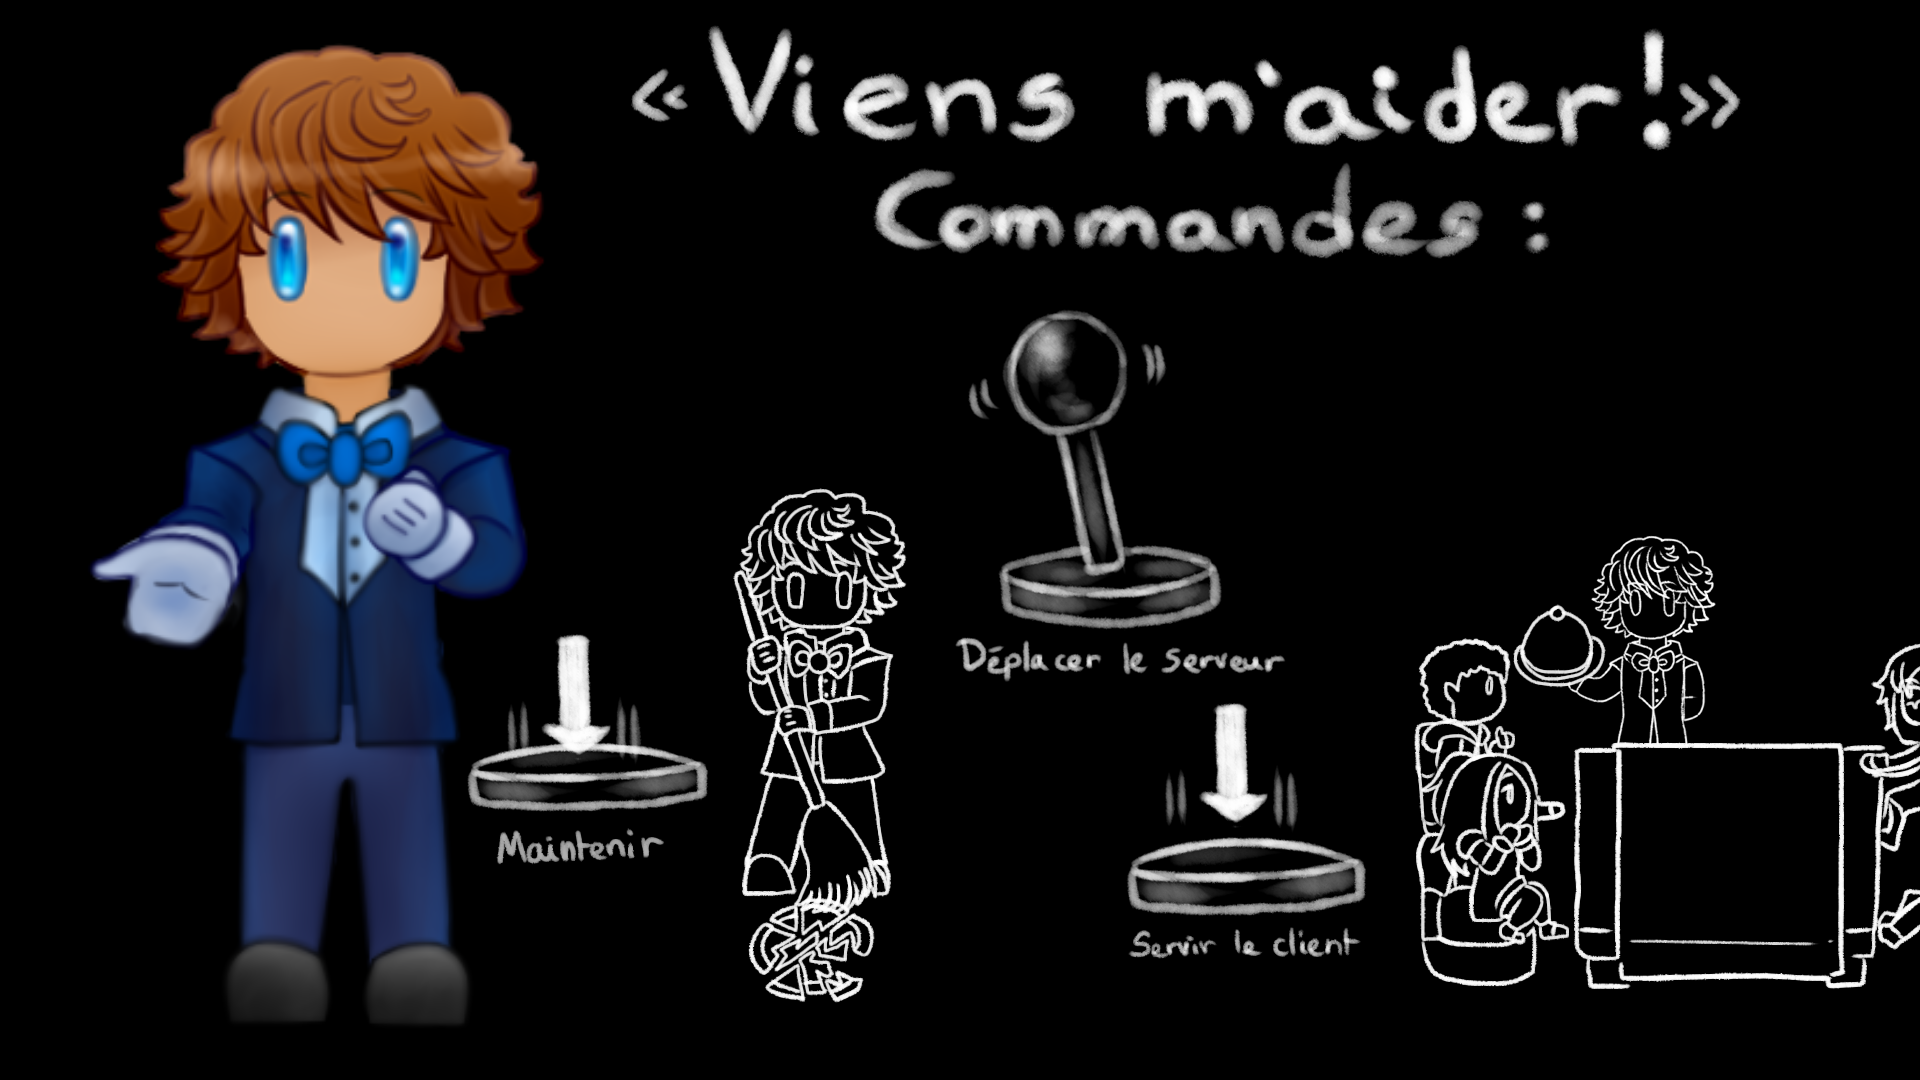 « Viens m'aider! »
Commandes :
Déplacer le serveur
Maintenir
Servir le client